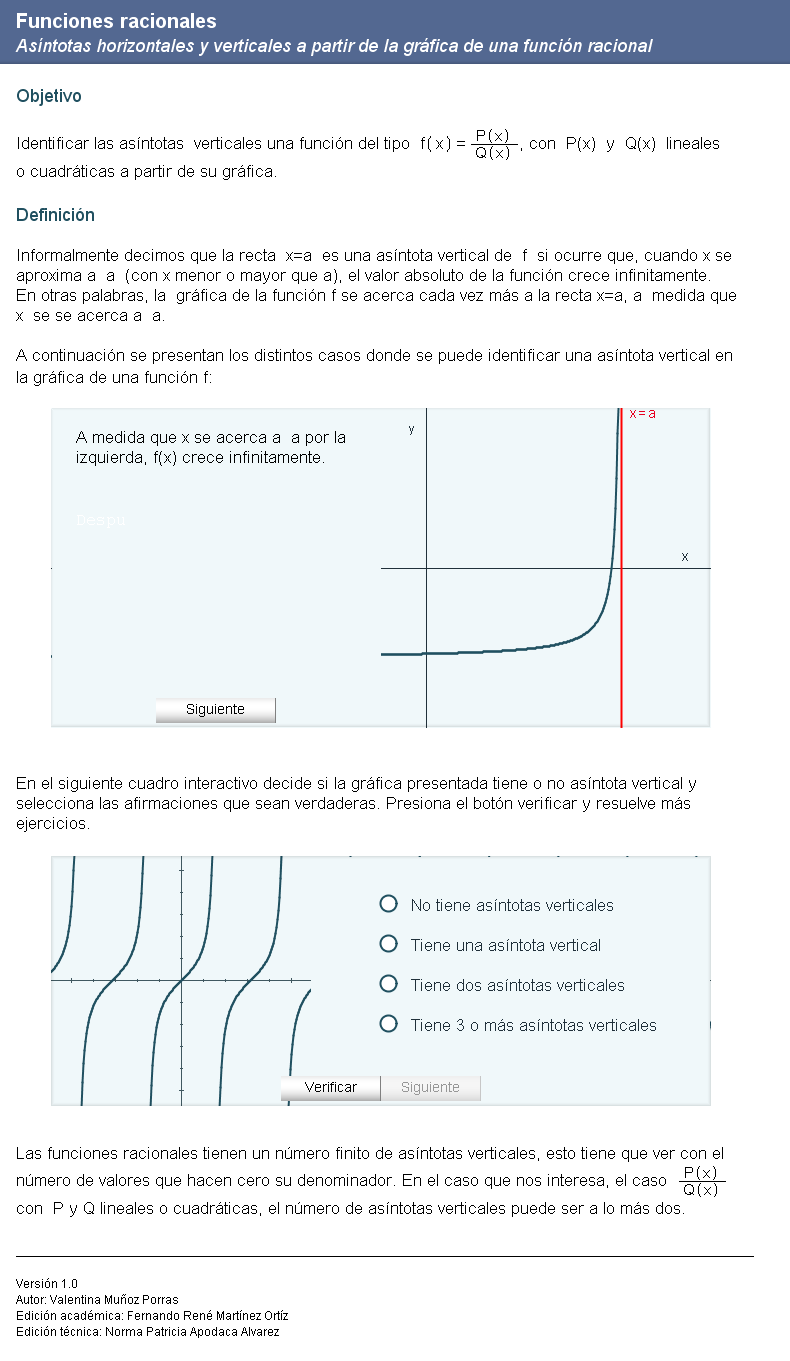 Funciones racionales
Asíntotas horizontales y verticales a partir de la gráfica de una función racional
Objetivo
Identificar las asíntotas verticales una función del tipo f(x) = P(x)/Q(x), con P(x) y Q(x) lineales
o cuadráticas a partir de su gráfica.
Definición
Informalmente decimos que la recta x=a es una asíntota vertical de f si ocurre que, cuando x se
aproxima a a (con x menor o mayor que a), el valor absoluto de la función crece infinitamente.
En otras palabras, la gráfica de la función f se acerca cada vez más a la recta x=a, a medida que
x se se acerca a a.
A continuación se presentan los distintos casos donde se puede identificar una asíntota vertical en
la gráfica de una función f:
A medida que x se acerca a a por la
izquierda, f(x) crece infinitamente.
Despu
y
x=a
x
Siguiente
En el siguiente cuadro interactivo decide si la gráfica presentada tiene o no asíntota vertical y
selecciona las afirmaciones que sean verdaderas. Presiona el botón verificar y resuelve más
ejercicios.
No tiene asíntotas verticales
Tiene una asíntota vertical
Tiene dos asíntotas verticales
Tiene 3 o más asíntotas verticales
Verificar Siguiente
Las funciones racionales tienen un número finito de asíntotas verticales, esto tiene que ver con el
número de valores que hacen cero su denominador. En el caso que nos interesa, el caso P(x)/Q(x)
con P y Q lineales o cuadráticas, el número de asíntotas verticales puede ser a lo más dos.
Versión 1.0
Autor: Valentina Muñoz Porras
Edición académica: Fernando René Martínez Ortíz
Edición técnica: Norma Patricia Apodaca Alvarez